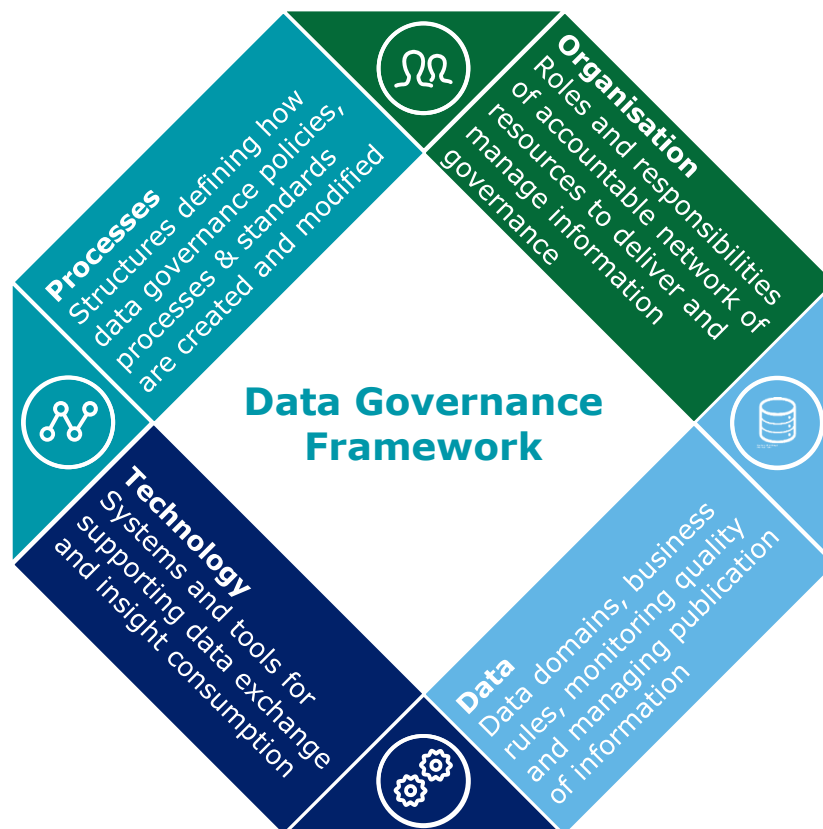 Processes
Structures defining how
data governance policies,
processes & standards
are created and modified
Organisation
Roles and responsibilities
of accountable network of
resources to deliver and
manage information
governance
Data Governance
Framework
Technology
Systems and tools for
supporting data exchange
and insight consumption
Data
Data domains, business
rules, monitoring quality
and managing publication
of information